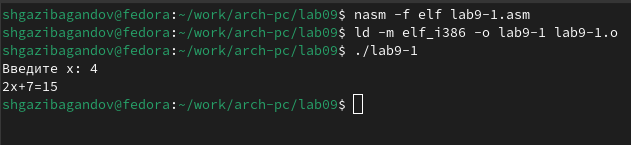 shgazibagandov@fedora:~/work/arch-pc/lab09$ nasm -f elf lab9-1.asm
shgazibagandov@fedora:~/work/arch-pc/lab09$ ld -m elf_i386 -o lab9-1 lab9-1.o
shgazibagandov@fedora:~/work/arch-pc/lab09$ ./lab9-1
Введите x: 4
2x+7=15
shgazibagandov@fedora:~/work/arch-pc/lab09$